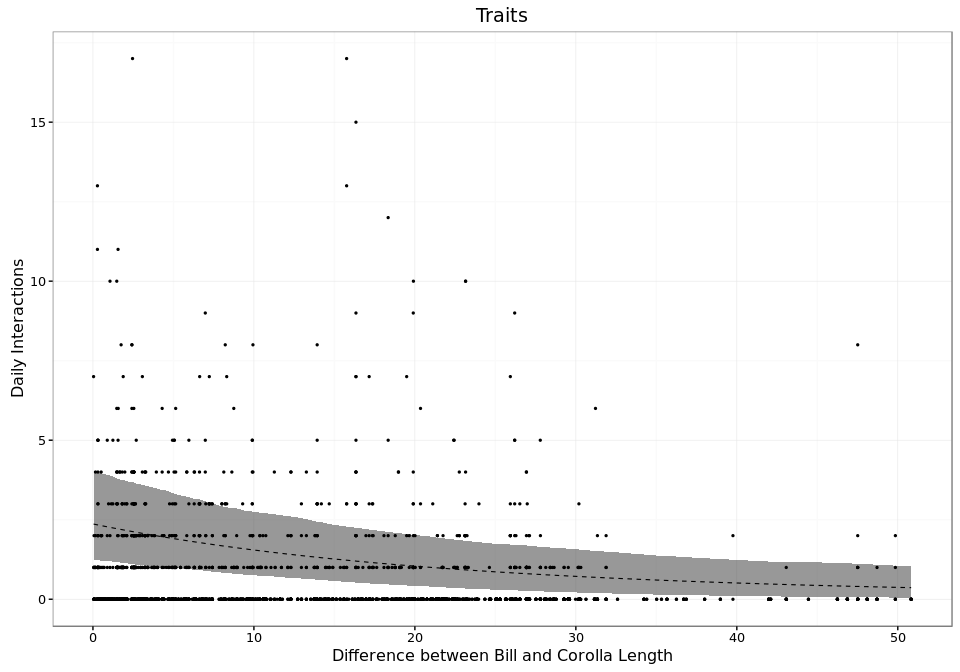 Traits
Daily Interactions
15
10
5
0
0 10 20 30 40 50
Difference between Bill and Corolla Length